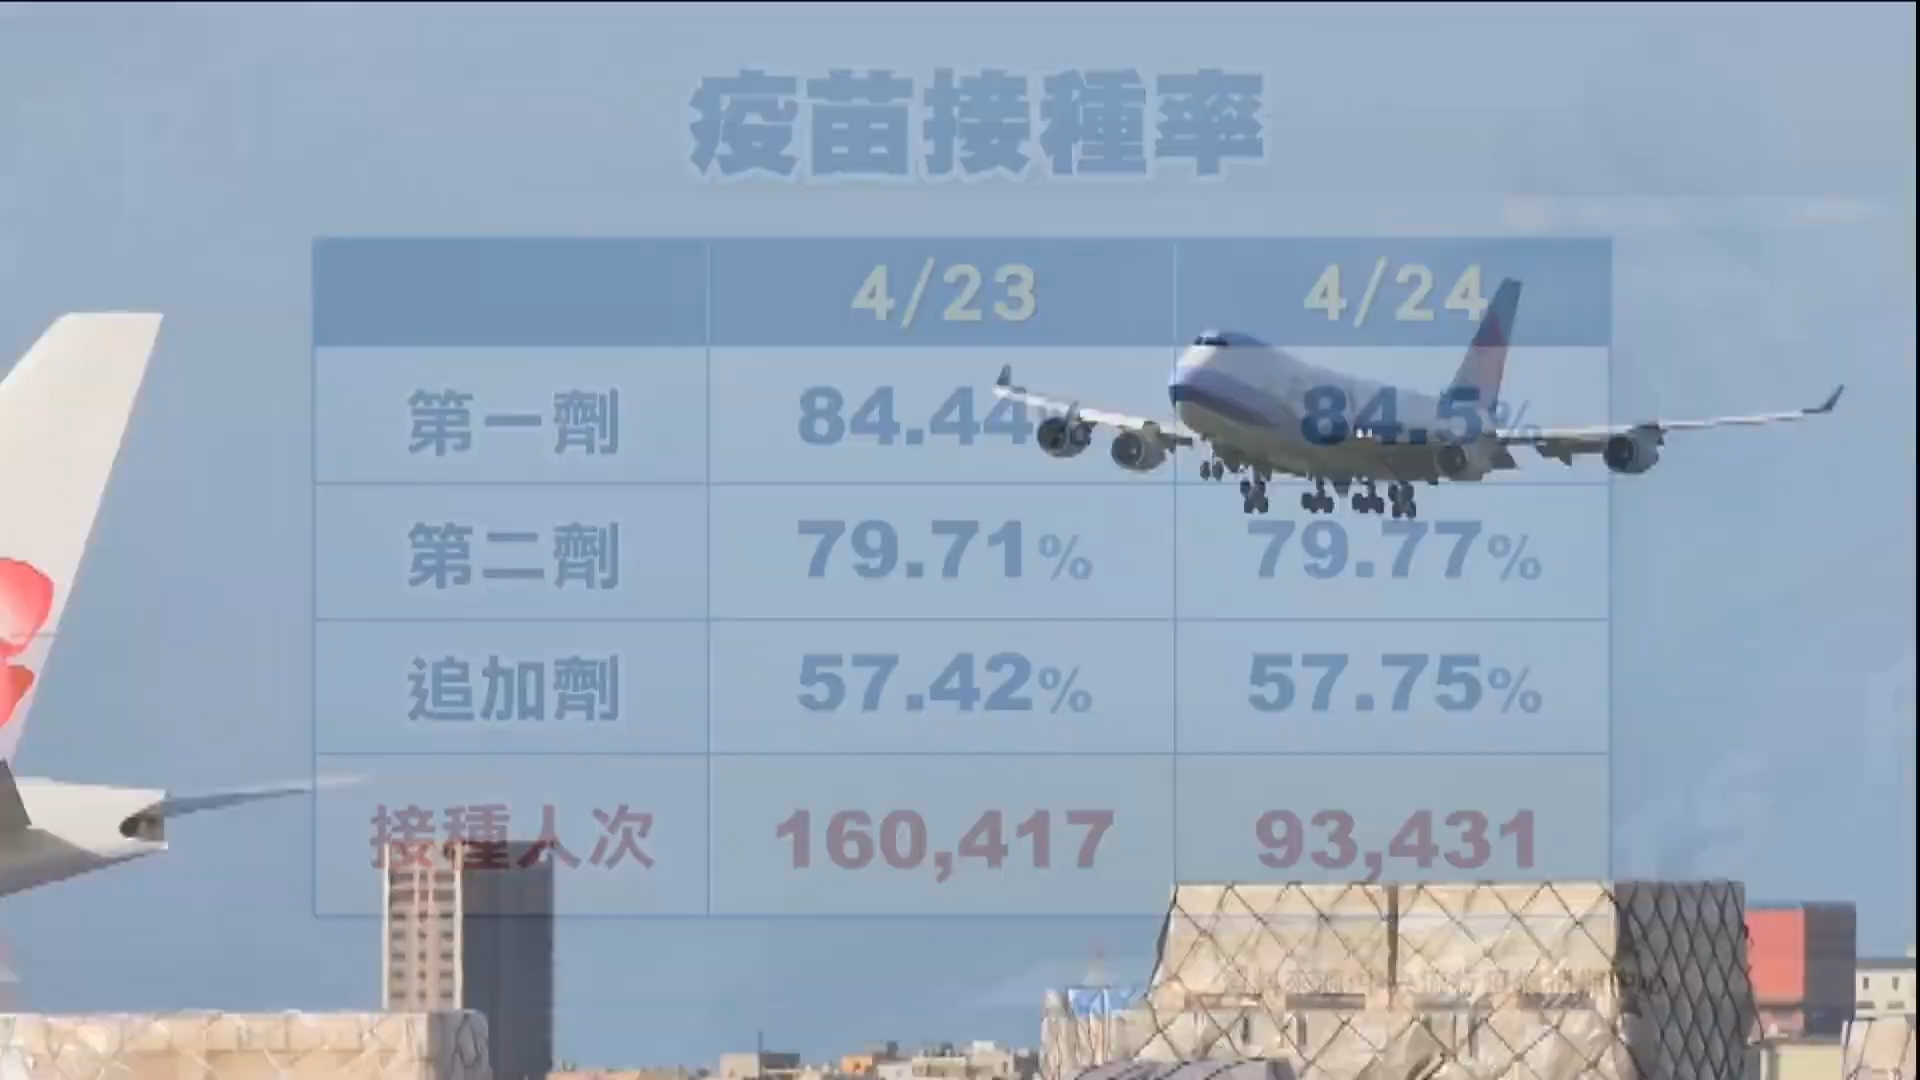 疫苗接種率
4/23 4/24
第一劑 84.44 84.5%
第二劑 79.71% 79.77%
追加劑 57.42% 57.75%
接種人次 160,417 93,431